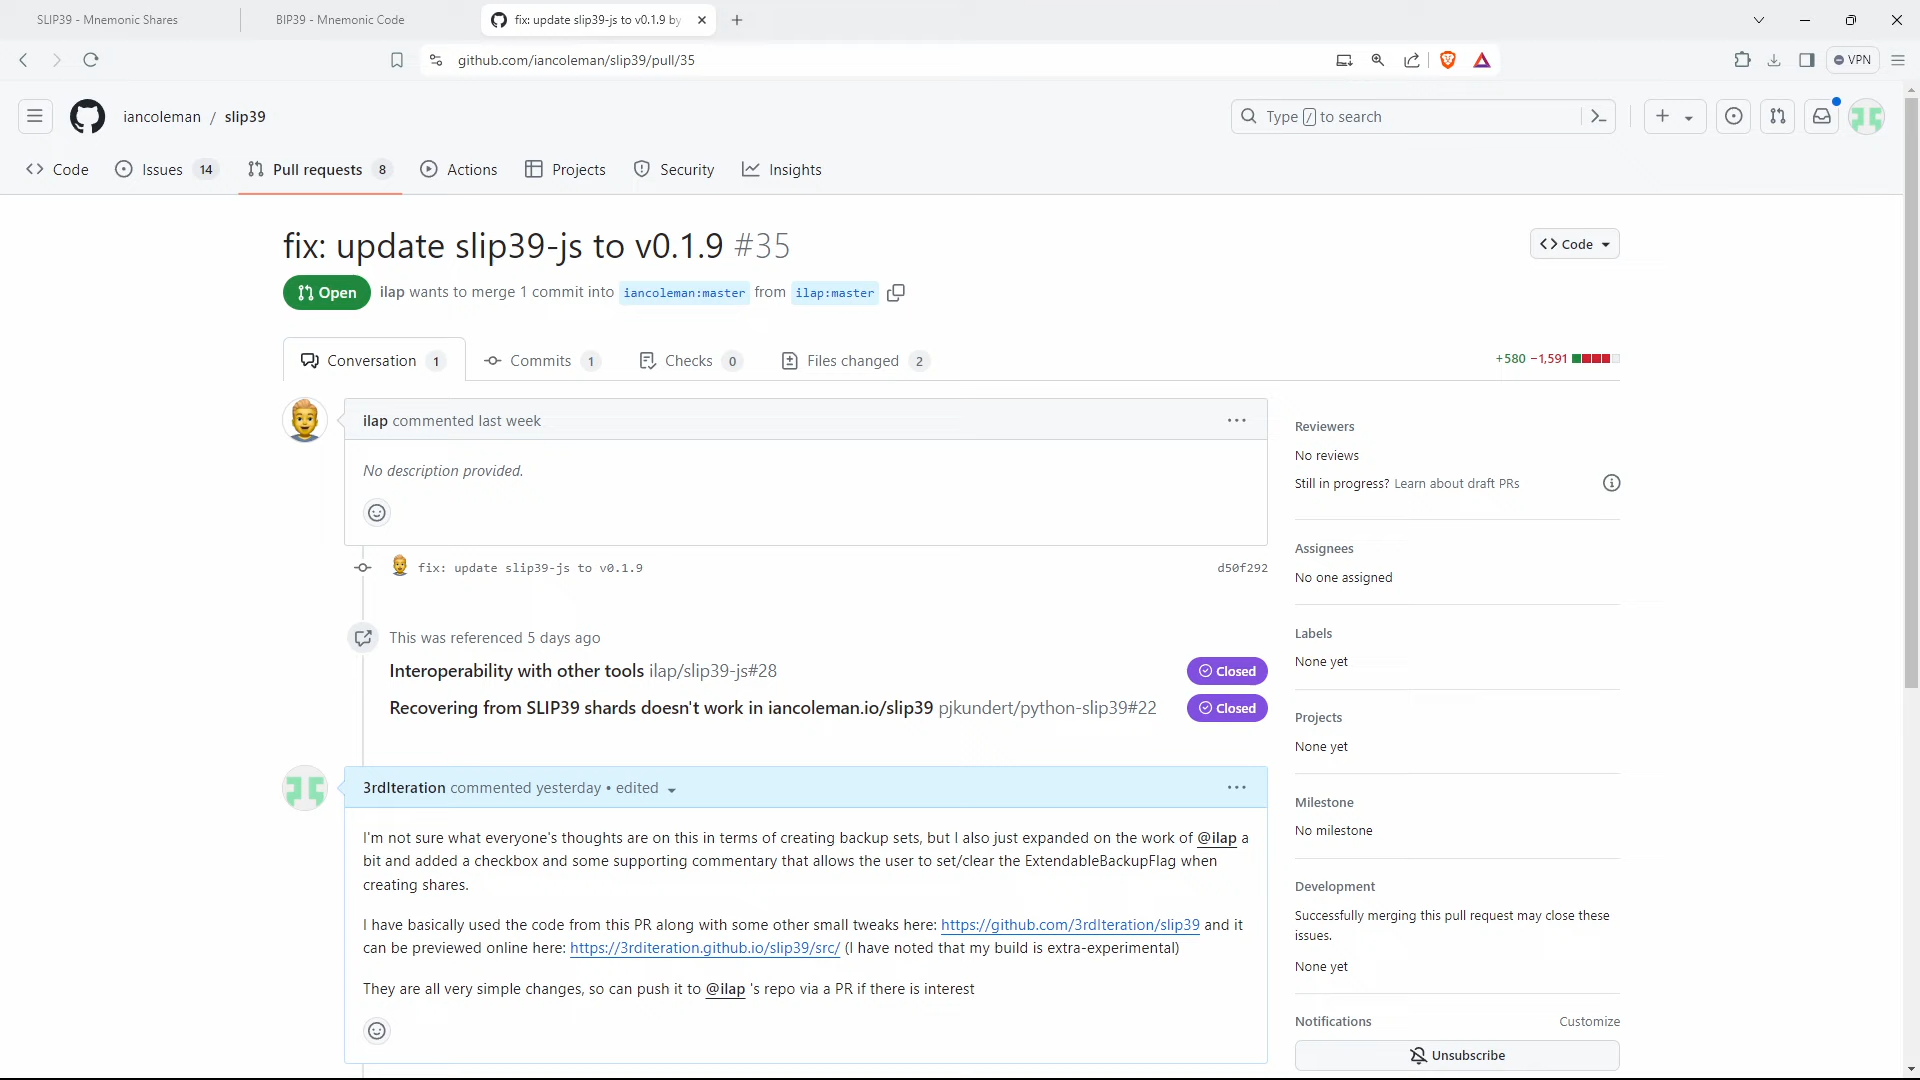 SLIP39 - Mnemonic Shares
BIP39 - Mnemonic Code
fix: update slip39-js to v0.1.9 by
github.com/iancoleman/slip39/pull/35
VPN
iancoleman / slip39
Type / to search
Code
Issues 14
Pull requests 8
Actions
Projects
Security
Insights
fix: update slip39-js to v0.1.9 #35
Code
Open
ilap wants to merge 1 commit into iancoleman:master from ilap:master
Conversation 1
Commits 1
Checks 0
Files changed 2
+580 −1,591
ilap commented last week
No description provided.
fix: update slip39-js to v0.1.9
d50f292
This was referenced 5 days ago
Interoperability with other tools ilap/slip39-js#28
Closed
Recovering from SLIP39 shards doesn't work in iancoleman.io/slip39 pjkundert/python-slip39#22
Closed
3rdIteration commented yesterday • edited
I'm not sure what everyone's thoughts are on this in terms of creating backup sets, but I also just expanded on the work of @ilap a
bit and added a checkbox and some supporting commentary that allows the user to set/clear the ExtendableBackupFlag when
creating shares.
I have basically used the code from this PR along with some other small tweaks here: https://github.com/3rdIteration/slip39 and it
can be previewed online here: https://3rditeration.github.io/slip39/src/ (I have noted that my build is extra-experimental)
They are all very simple changes, so can push it to @ilap 's repo via a PR if there is interest
Reviewers
No reviews
Still in progress? Learn about draft PRs
Assignees
No one assigned
Labels
None yet
Projects
None yet
Milestone
No milestone
Development
Successfully merging this pull request may close these
issues.
None yet
Notifications
Customize
Unsubscribe